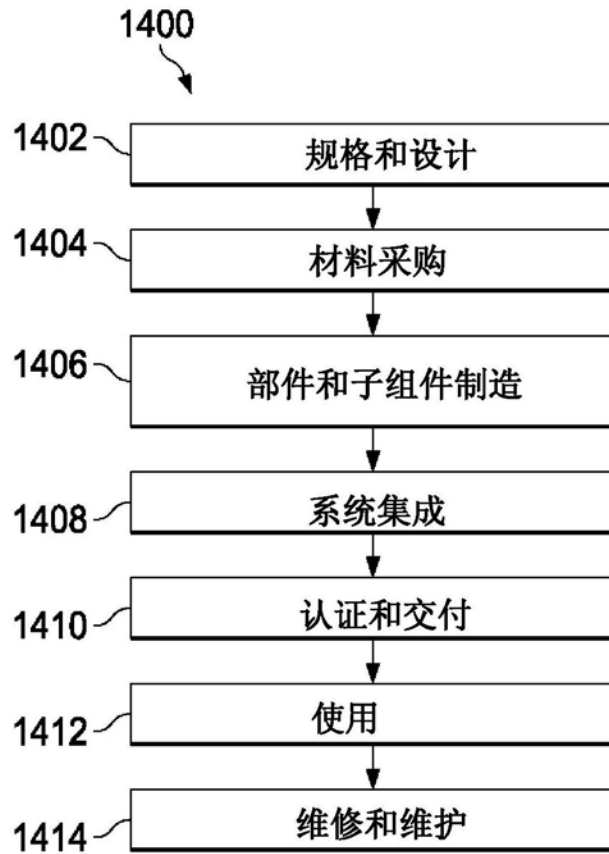 1400
1402 规格和设计
1404 材料采购
1406 部件和子组件制造
1408 系统集成
1410 认证和交付
1412 使用
1414 维修和维护